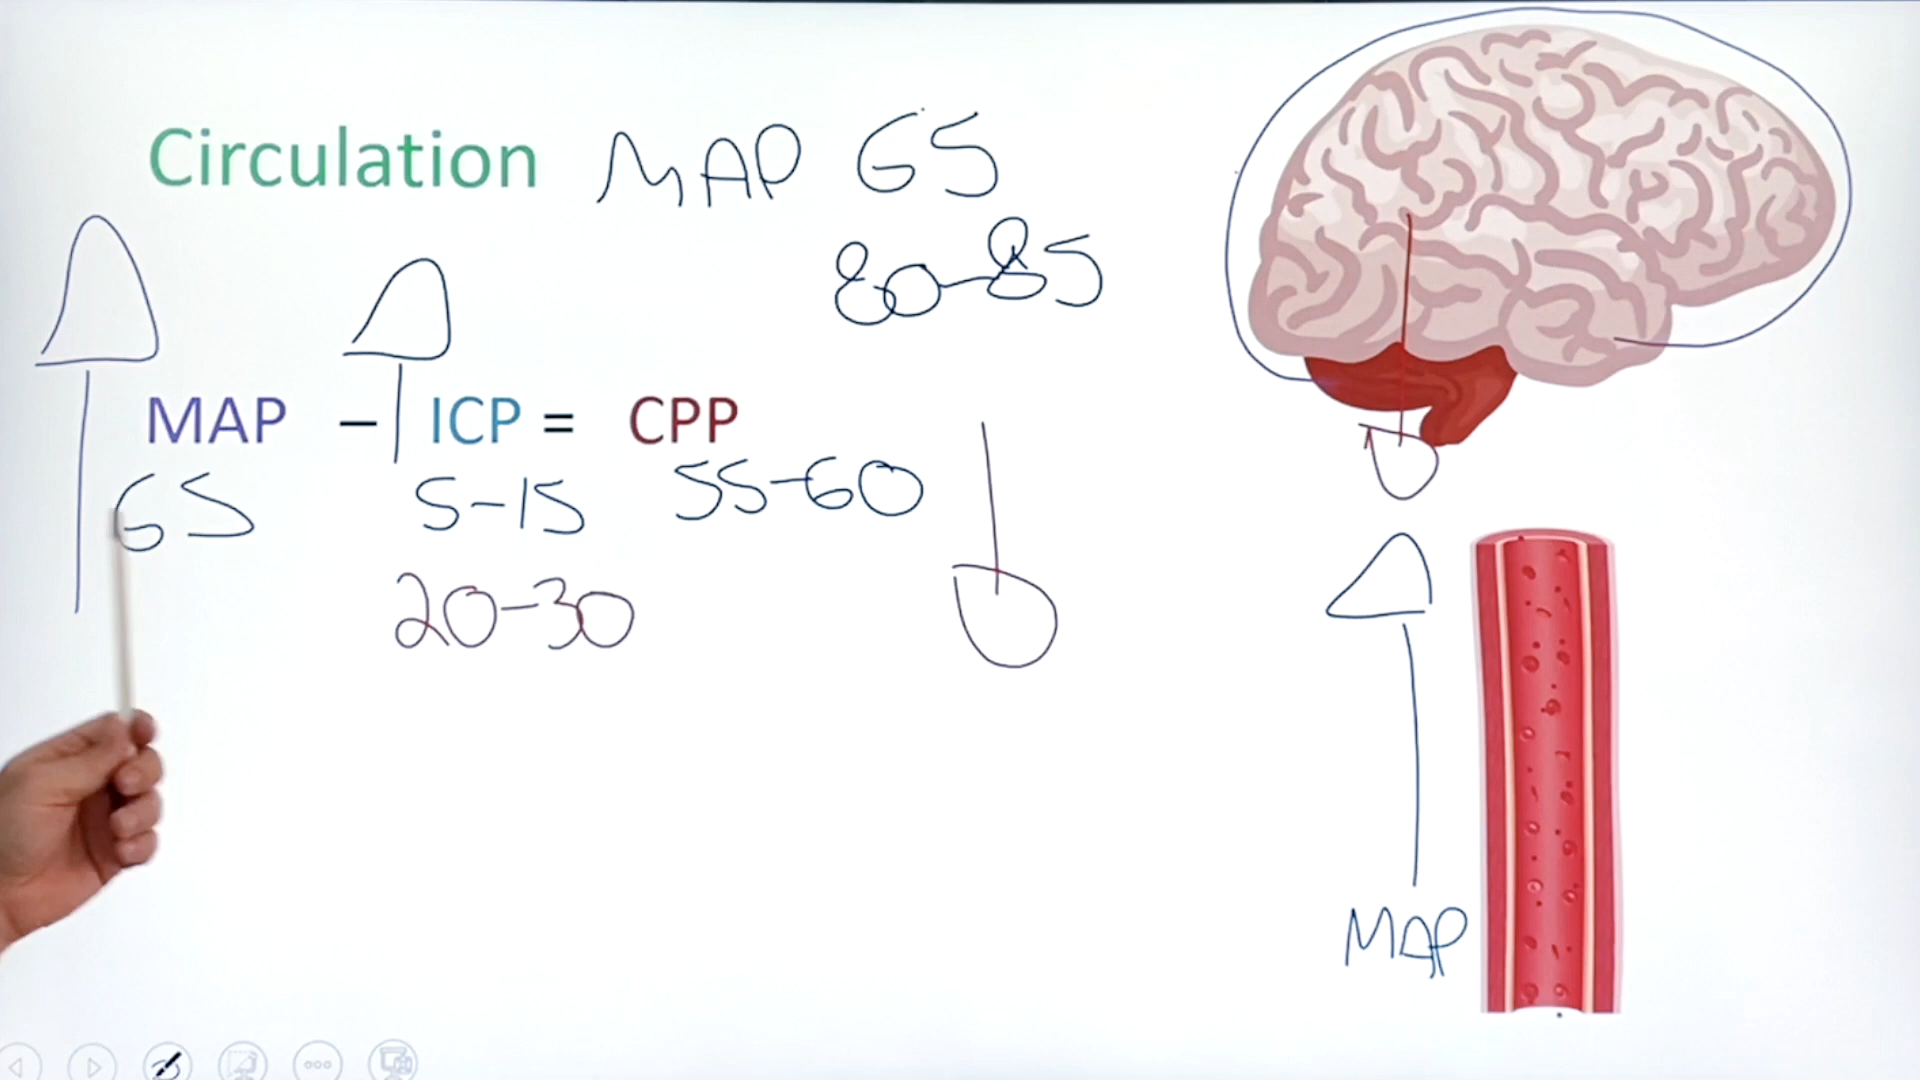 Circulation MAP 65
80-85
MAP - ICP = CPP
65 5-15 55-60
20-30
MAP